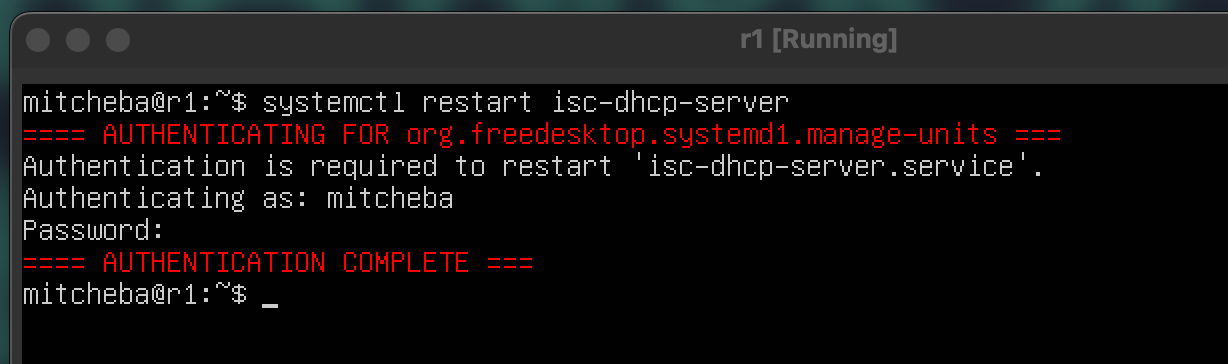 r1 [Running]
mitcheba@r1:~$ systemctl restart isc-dhcp-server
==== AUTHENTICATING FOR org.freedesktop.systemd1.manage-units ===
Authentication is required to restart 'isc-dhcp-server.service'.
Authenticating as: mitcheba
Password:
==== AUTHENTICATION COMPLETE ===
mitcheba@r1:~$ _